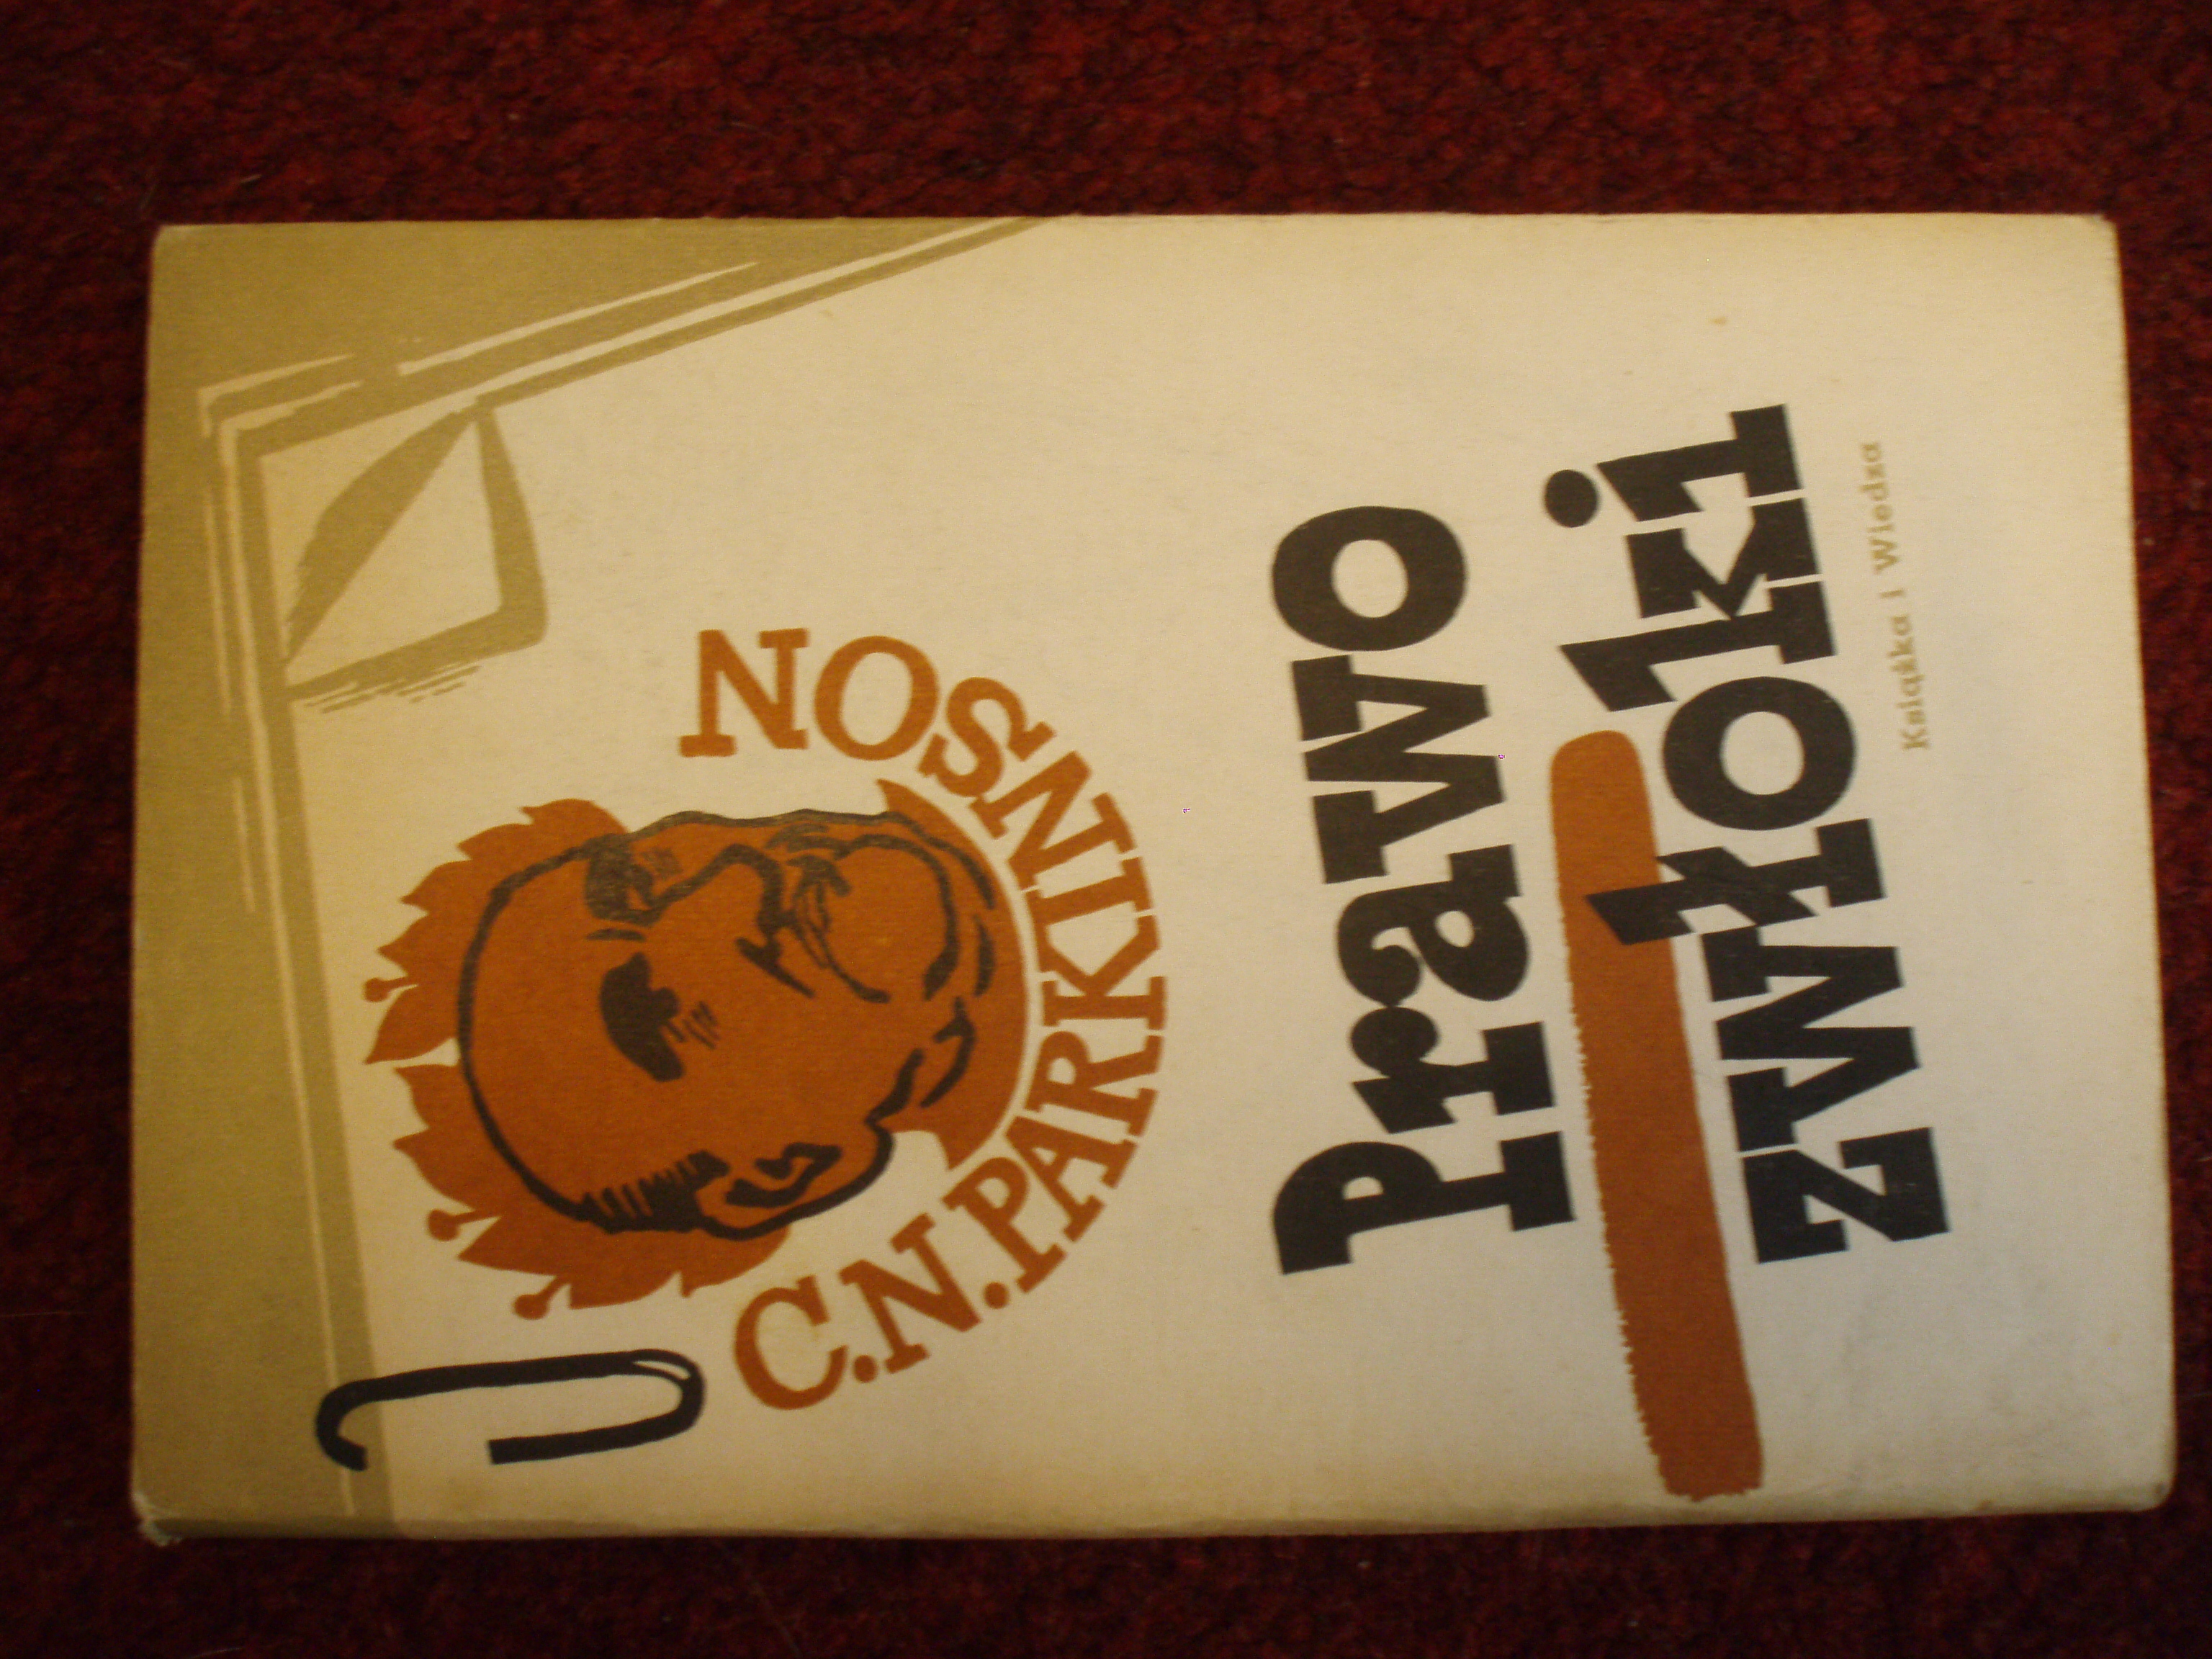 C.N.PARKINSON
Prawo
zwłoki
Książka i Wiedza